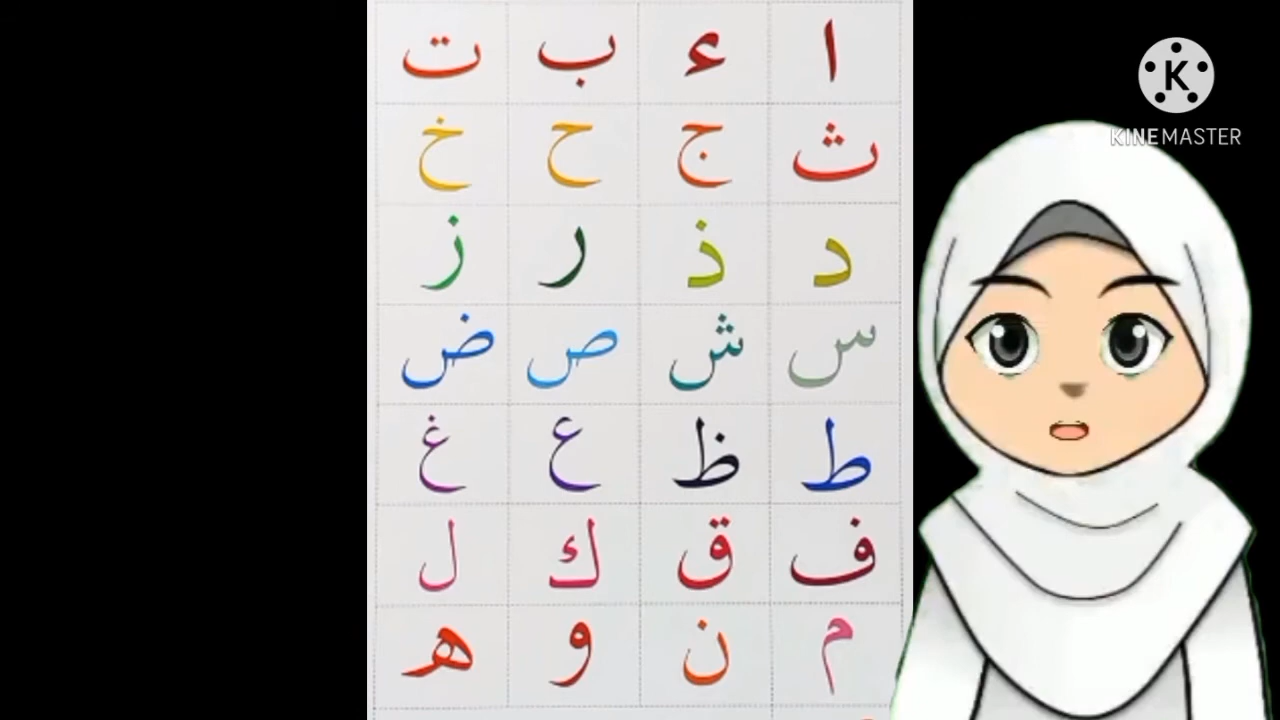 ا ء ب ت
ث ج ح خ
د ذ ر ز
س ش ص ض
ط ظ ع غ
ف ق ك ل
م ن و ه
K
KINEMASTER